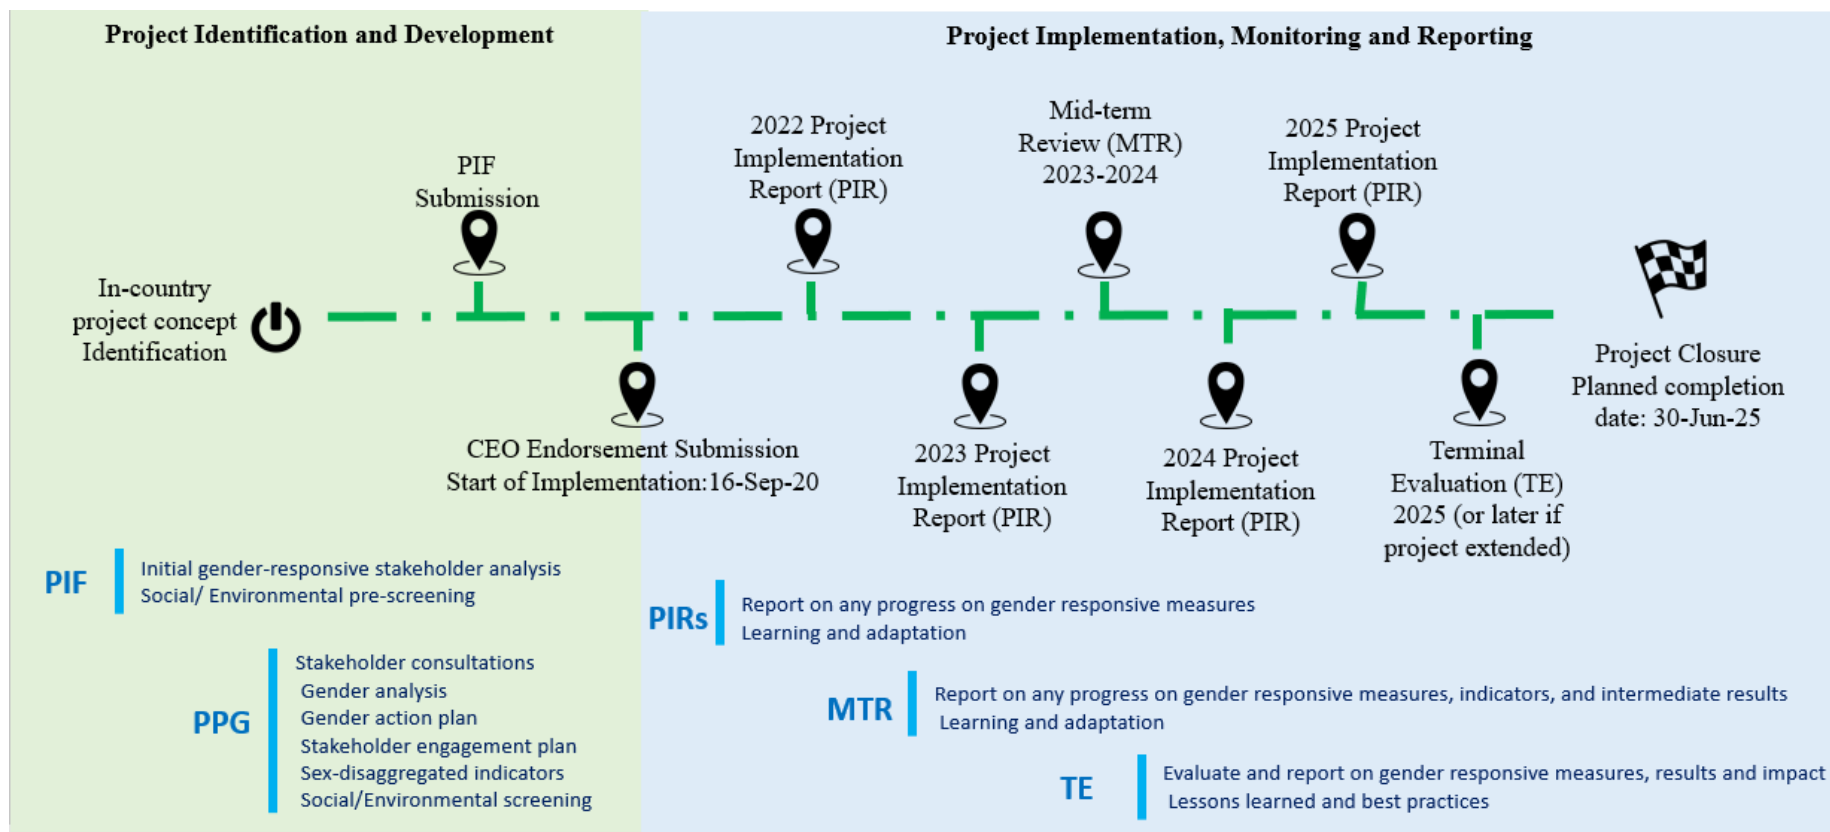 Project Identification and Development
Project Implementation, Monitoring and Reporting
In-country
project concept
Identification
PIF
Submission
CEO Endorsement Submission
Start of Implementation:16-Sep-20
2022 Project
Implementation
Report (PIR)
2023 Project
Implementation
Report (PIR)
Mid-term
Review (MTR)
2023-2024
2024 Project
Implementation
Report (PIR)
2025 Project
Implementation
Report (PIR)
Terminal
Evaluation (TE)
2025 (or later if
project extended)
Project Closure
Planned completion
date: 30-Jun-25
PIF
Initial gender-responsive stakeholder analysis
Social/ Environmental pre-screening
PPG
Stakeholder consultations
Gender analysis
Gender action plan
Stakeholder engagement plan
Sex-disaggregated indicators
Social/Environmental screening
PIRs
Report on any progress on gender responsive measures
Learning and adaptation
MTR
Report on any progress on gender responsive measures, indicators, and intermediate results
Learning and adaptation
TE
Evaluate and report on gender responsive measures, results and impact
Lessons learned and best practices